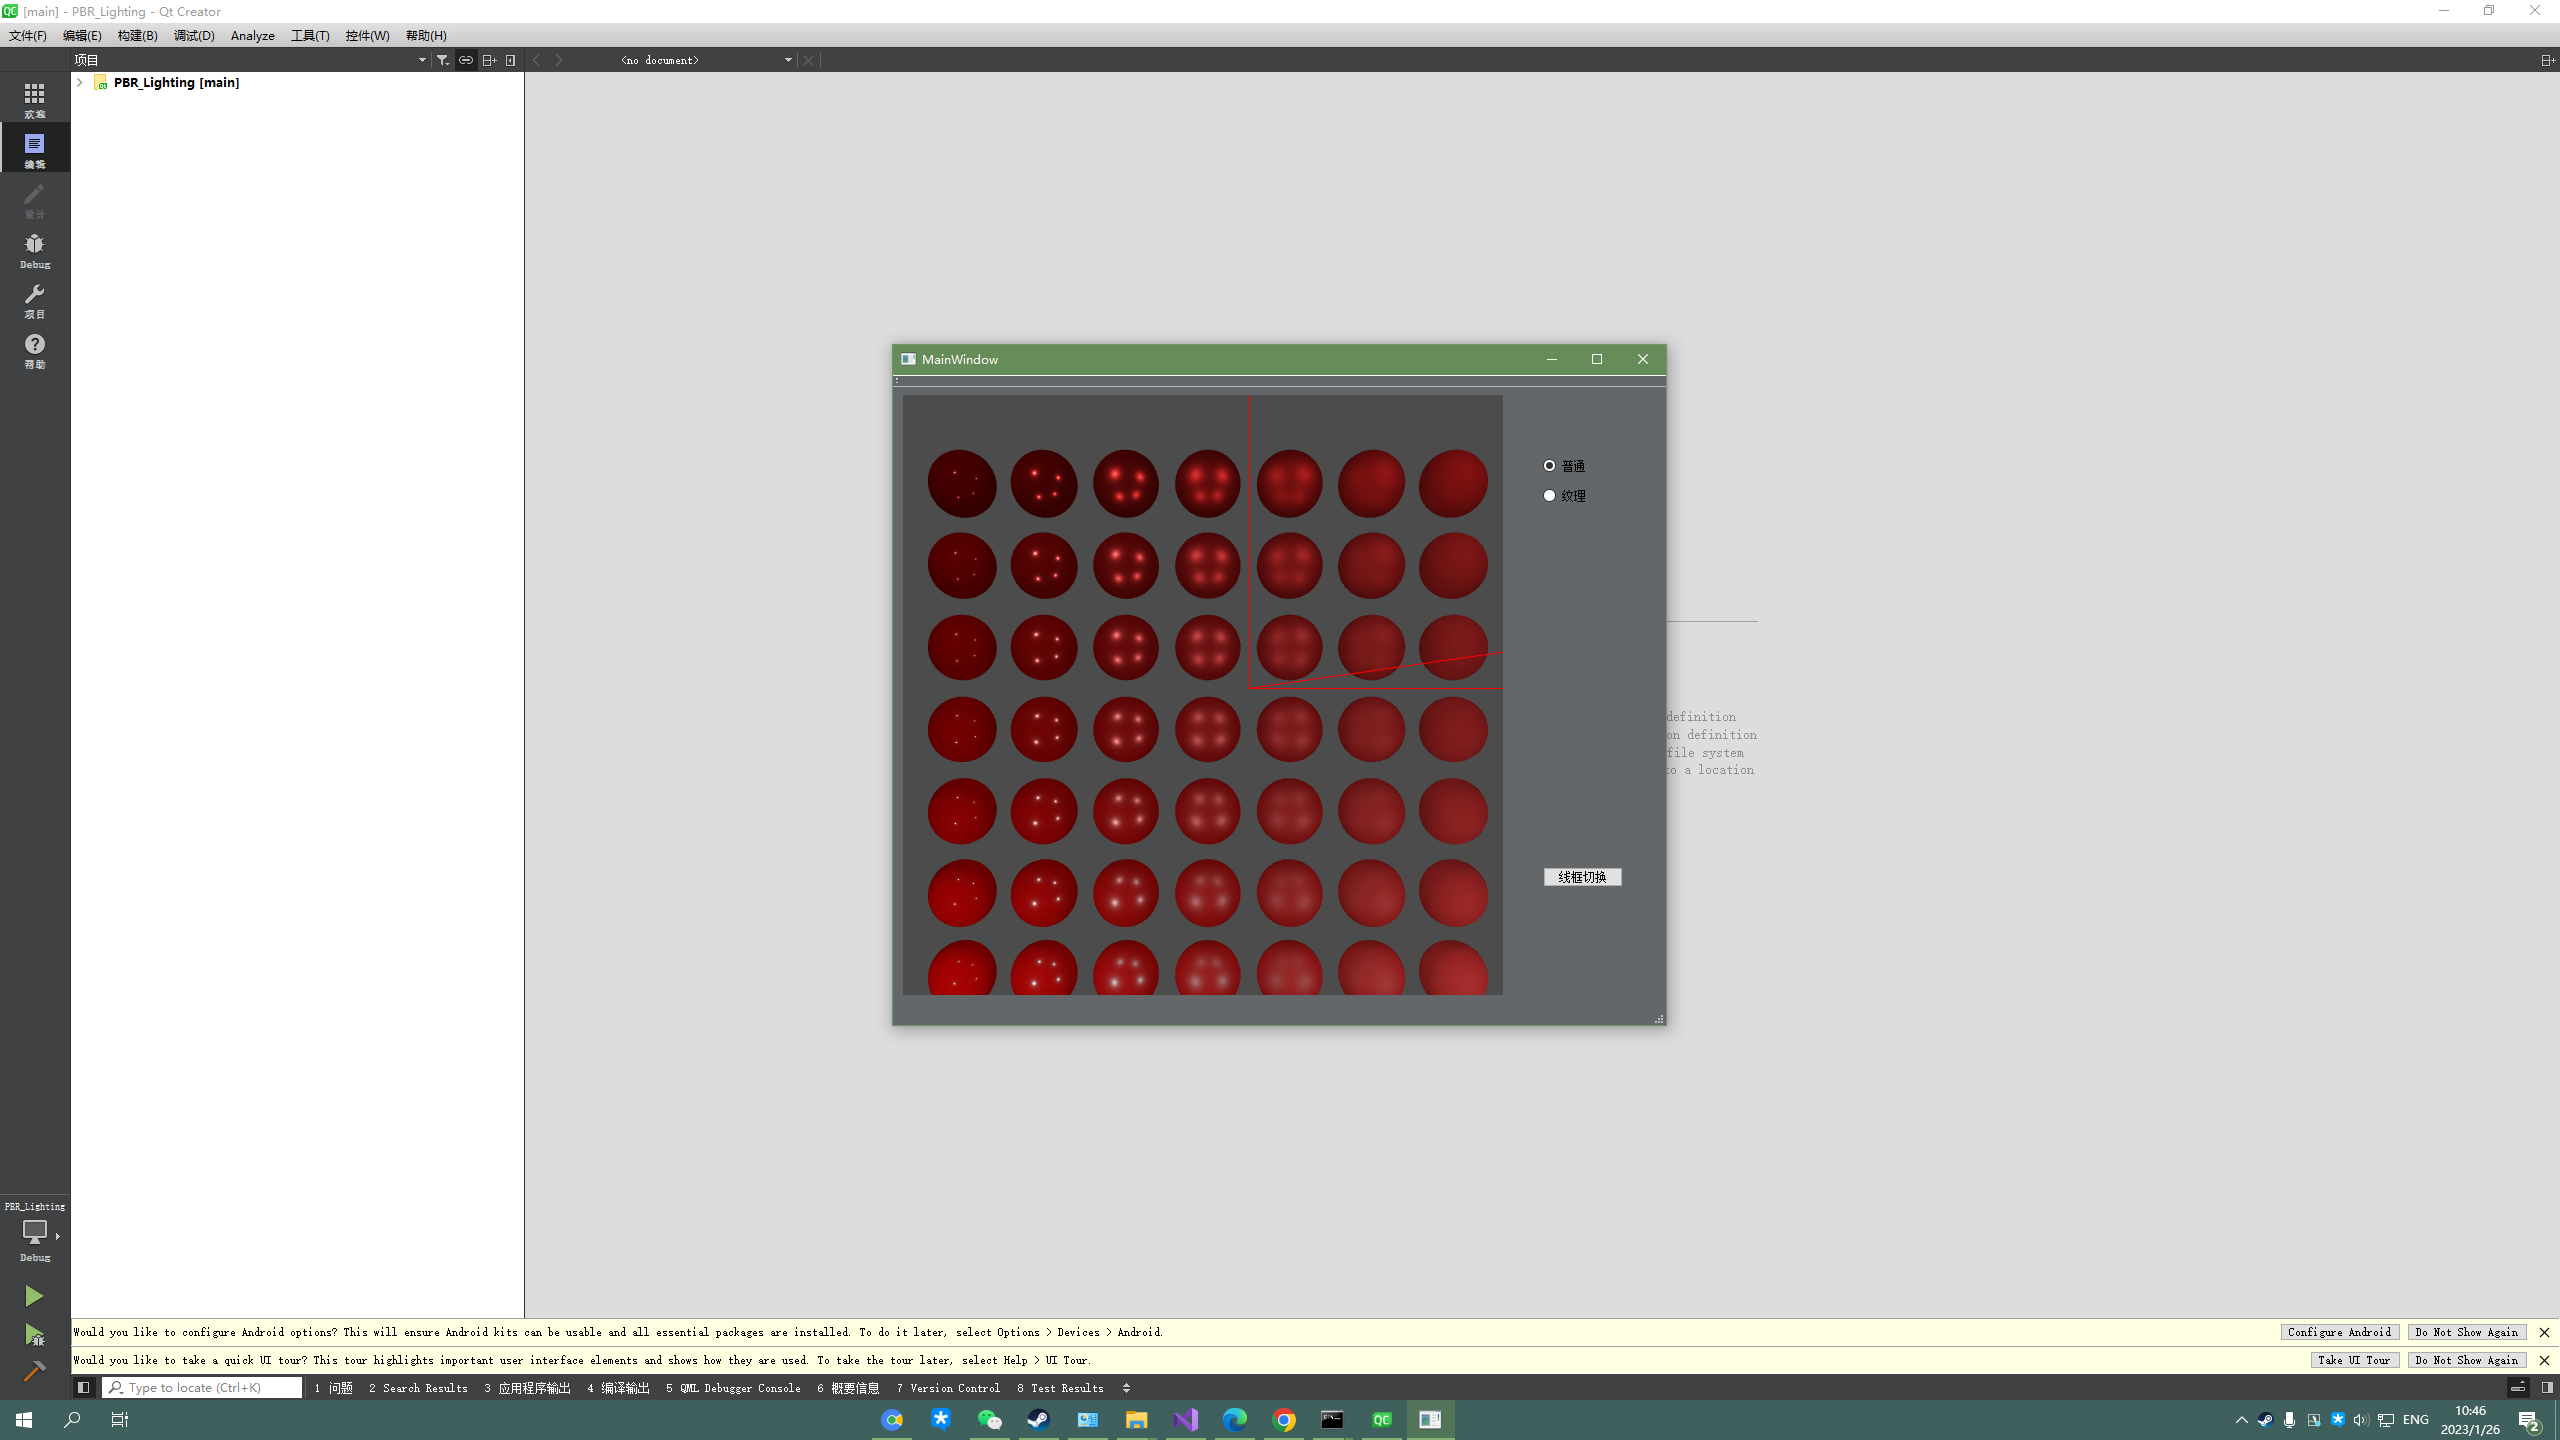 [main] - PBR_Lighting - Qt Creator
文件(F) 编辑(E) 构建(B) 调试(D) Analyze 工具(T) 控件(W) 帮助(H)
项目
<no document>
PBR_Lighting [main]
欢迎
编辑
设计
Debug
项目
帮助
MainWindow
普通
纹理
definition
on definition
file system
to a location
线框切换
PBR_Lighting
Debug
Would you like to configure Android options? This will ensure Android kits can be usable and all essential packages are installed. To do it later, select Options > Devices > Android.
Configure Android
Do Not Show Again
Would you like to take a quick UI tour? This tour highlights important user interface elements and shows how they are used. To take the tour later, select Help > UI Tour.
Take UI Tour
Do Not Show Again
Type to locate (Ctrl+K)
1 问题 2 Search Results 3 应用程序输出 4 编译输出 5 QML Debugger Console 6 概要信息 7 Version Control 8 Test Results
ENG
10:46
2023/1/26
2